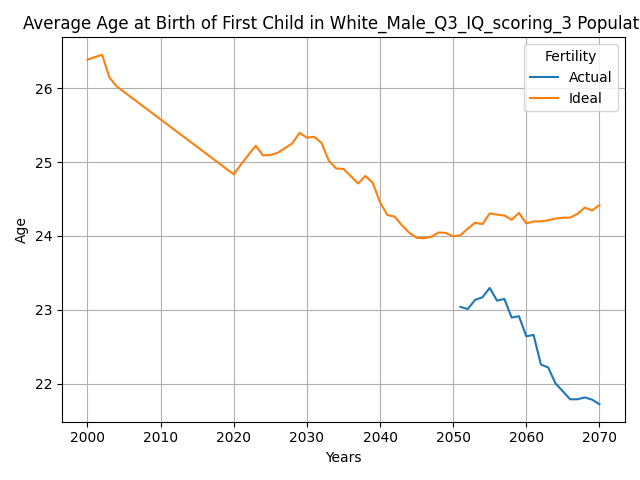 Average Age at Birth of First Child in White_Male_Q3_IQ_scoring_3 Populat
Fertility
Actual
Ideal
Age
26
25
24
23
22
2000 2010 2020 2030 2040 2050 2060 2070
Years